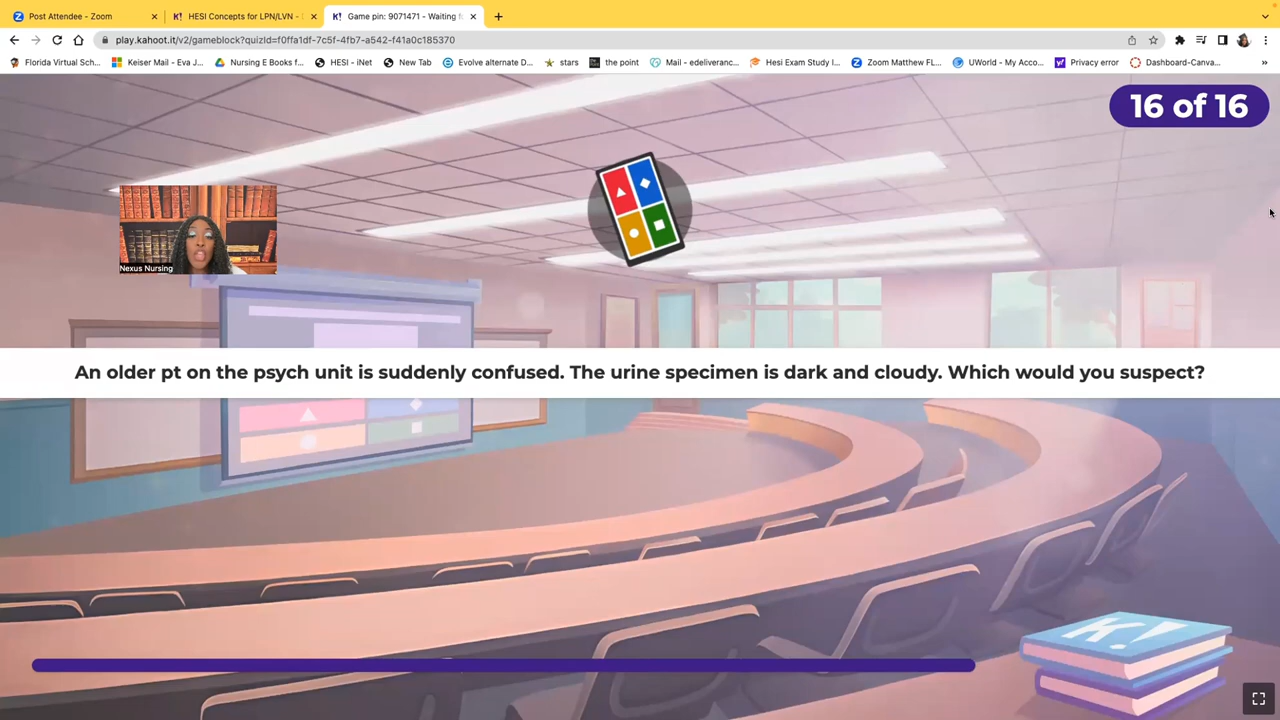 Post Attendee - Zoom
HESI Concepts for LPN/LVN -
Game pin: 9071471 - Waiting
play.kahoot.it/v2/gameblock?quizId=f0ffa1df-7c5f-4fb7-a542-f41a0c185370
Florida Virtual Sch...
Keiser Mail - Eva J...
Nursing E Books f...
HESI - iNet
New Tab
Evolve alternate D...
stars
the point
Mail - edeliveranc...
Hesi Exam Study I...
Zoom Matthew FL...
UWorld - My Acco...
Privacy error
Dashboard-Canva...
16 of 16
Nexus Nursing
An older pt on the psych unit is suddenly confused. The urine specimen is dark and cloudy. Which would you suspect?
K!